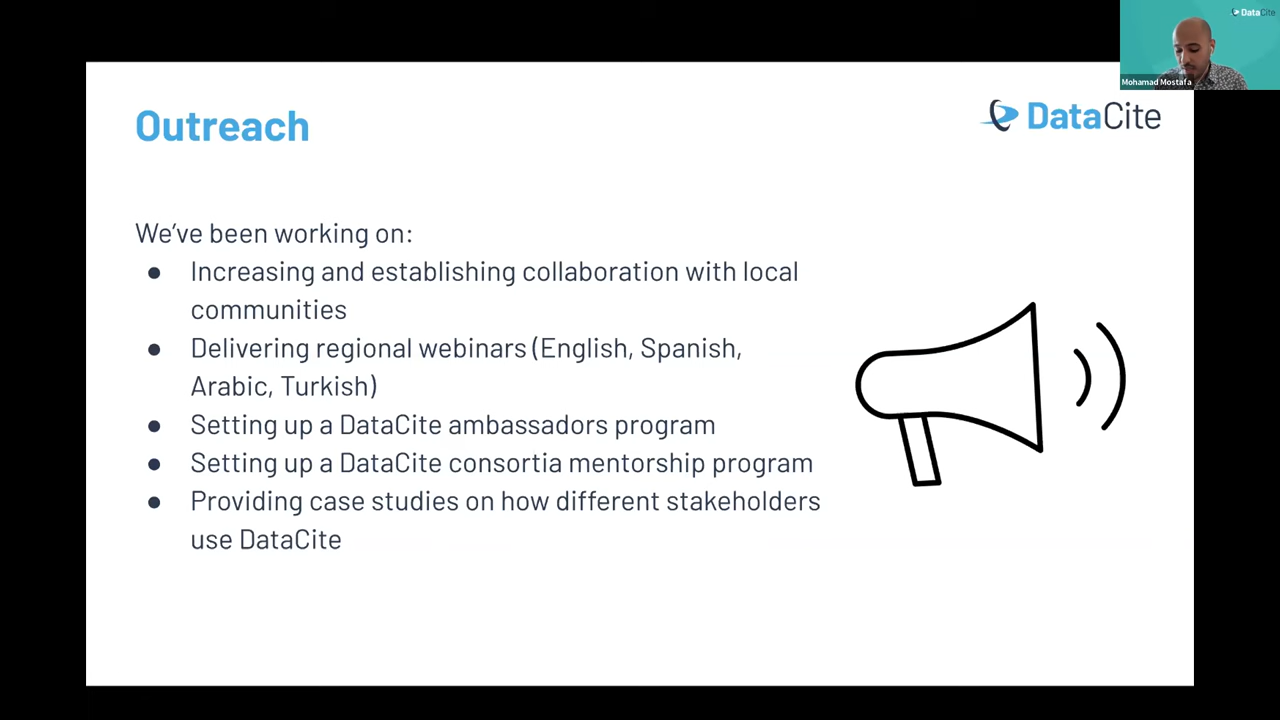 DataCite
Mohamad Mostafa
Outreach
DataCite
We’ve been working on:
● Increasing and establishing collaboration with local
communities
● Delivering regional webinars (English, Spanish,
Arabic, Turkish)
● Setting up a DataCite ambassadors program
● Setting up a DataCite consortia mentorship program
● Providing case studies on how different stakeholders
use DataCite